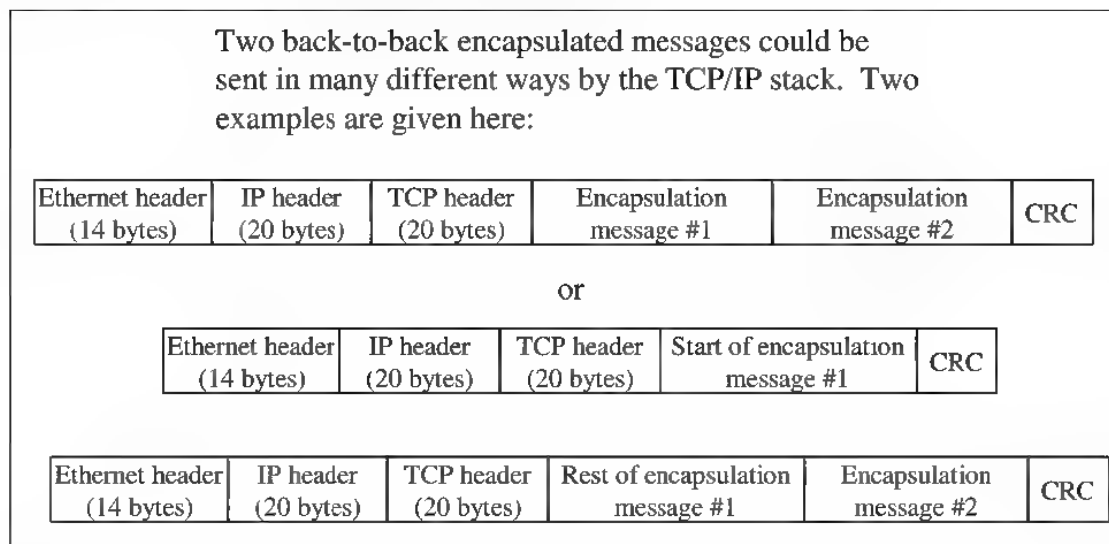 Two back-to-back encapsulated messages could be
sent in many different ways by the TCP/IP stack. Two
examples are given here:
Ethernet header IP header TCP header Encapsulation Encapsulation CRC
(14 bytes) (20 bytes) (20 bytes) message #1 message #2
or
Ethernet header IP header TCP header Start of encapsulation CRC
(14 bytes) (20 bytes) (20 bytes) message #1
Ethernet header IP header TCP header Rest of encapsulation Encapsulation CRC
(14 bytes) (20 bytes) (20 bytes) message #1 message #2